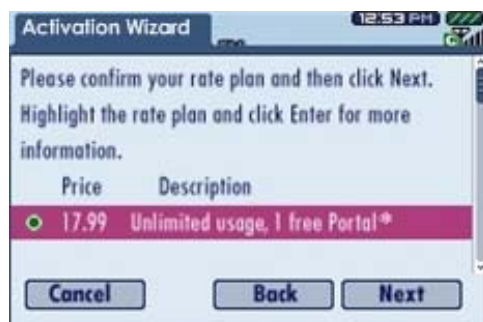 Activation Wizard
12:53 PM
Please confirm your rate plan and then click Next.
Highlight the rate plan and click Enter for more
information.
Price Description
17.99 Unlimited usage, 1 free Portal*
Cancel Back Next